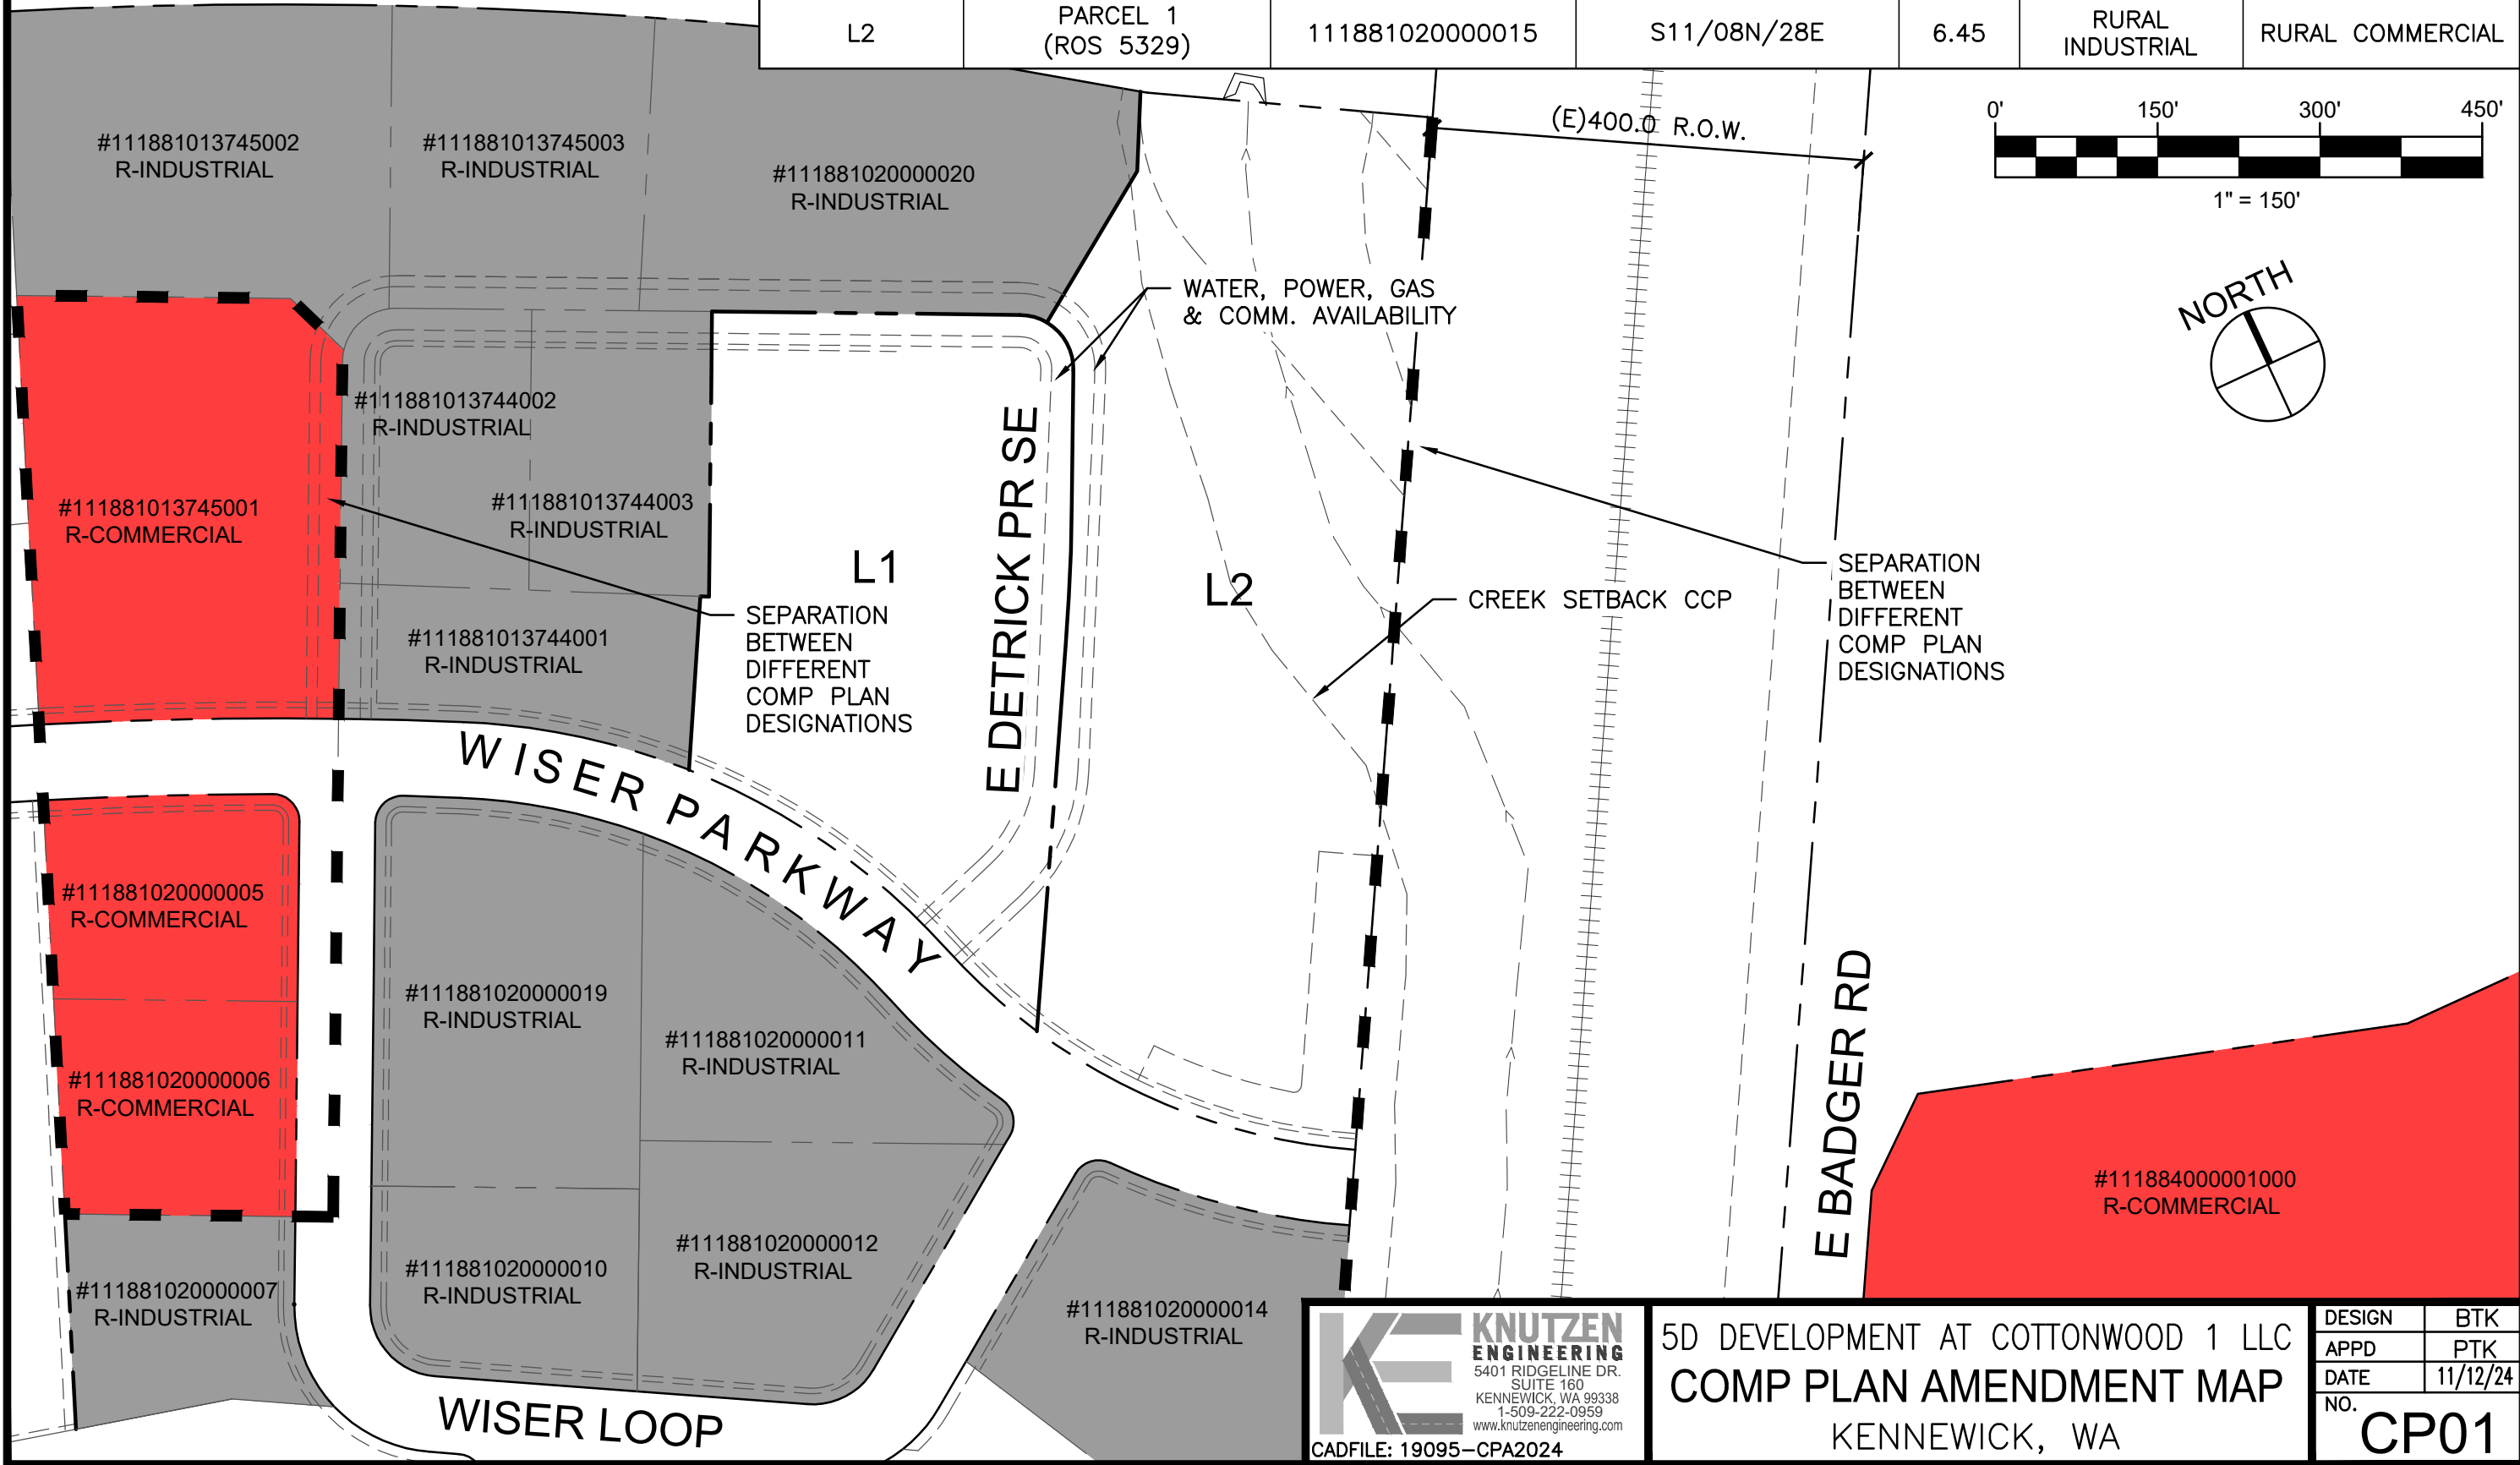 L2
PARCEL 1
(ROS 5329)
111881020000015
S11/08N/28E
6.45
RURAL
INDUSTRIAL
RURAL COMMERCIAL
#111881013745002
R-INDUSTRIAL
#111881013745003
R-INDUSTRIAL
#111881020000020
R-INDUSTRIAL
(E)400.0 R.O.W.
0' 150' 300' 450'
1" = 150'
NORTH
WATER, POWER, GAS
& COMM. AVAILABILITY
#111881013744002
R-INDUSTRIAL
#111881013745001
R-COMMERCIAL
#111881013744003
R-INDUSTRIAL
#111881013744001
R-INDUSTRIAL
L1
SEPARATION
BETWEEN
DIFFERENT
COMP PLAN
DESIGNATIONS
E DETRICK PR SE
L2
CREEK SETBACK CCP
SEPARATION
BETWEEN
DIFFERENT
COMP PLAN
DESIGNATIONS
WISER PARKWAY
#111881020000005
R-COMMERCIAL
#111881020000006
R-COMMERCIAL
#111881020000019
R-INDUSTRIAL
#111881020000011
R-INDUSTRIAL
E BADGER RD
#111884000001000
R-COMMERCIAL
#111881020000007
R-INDUSTRIAL
#111881020000010
R-INDUSTRIAL
#111881020000012
R-INDUSTRIAL
#111881020000014
R-INDUSTRIAL
WISER LOOP
KE
KNUTZEN
ENGINEERING
5401 RIDGELINE DR.
SUITE 160
KENNEWICK, WA 99338
1-509-222-0959
www.knutzenengineering.com
CADFILE: 19095-CPA2024
5D DEVELOPMENT AT COTTONWOOD 1 LLC
COMP PLAN AMENDMENT MAP
KENNEWICK, WA
DESIGN BTK
APPD PTK
DATE 11/12/24
NO.
CP01